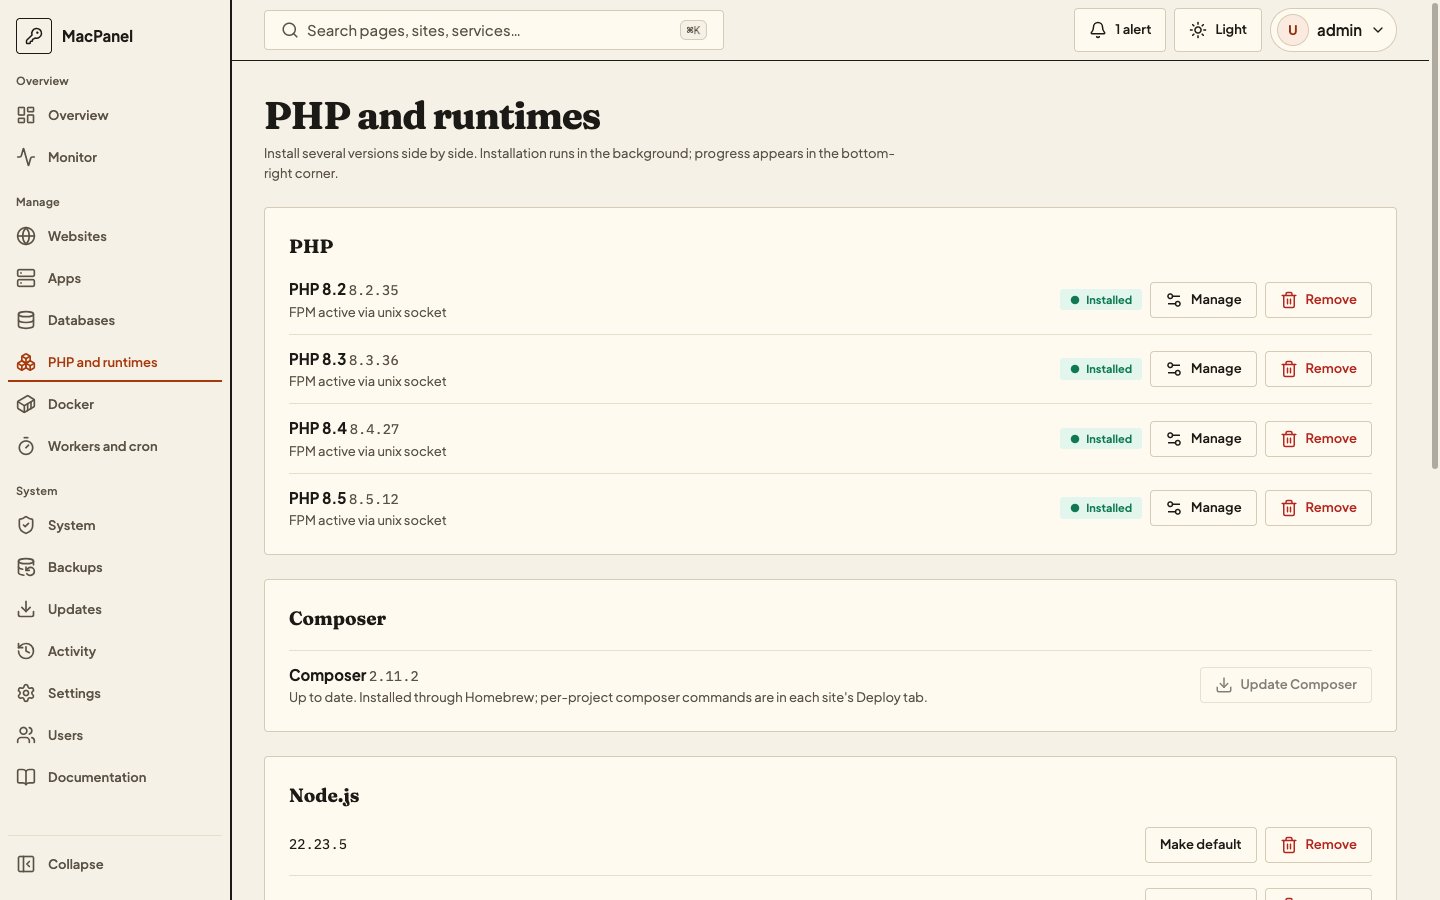 MacPanel
Overview
Overview
Monitor
Manage
Websites
Apps
Databases
PHP and runtimes
Docker
Workers and cron
System
System
Backups
Updates
Activity
Settings
Users
Documentation
Collapse
Search pages, sites, services...
⌘K
1 alert
Light
U
admin
PHP and runtimes
Install several versions side by side. Installation runs in the background; progress appears in the bottom-
right corner.
PHP
PHP 8.2 8.2.35
FPM active via unix socket
Installed
Manage
Remove
PHP 8.3 8.3.36
FPM active via unix socket
Installed
Manage
Remove
PHP 8.4 8.4.27
FPM active via unix socket
Installed
Manage
Remove
PHP 8.5 8.5.12
FPM active via unix socket
Installed
Manage
Remove
Composer
Composer 2.11.2
Up to date. Installed through Homebrew; per-project composer commands are in each site's Deploy tab.
Update Composer
Node.js
22.23.5
Make default
Remove